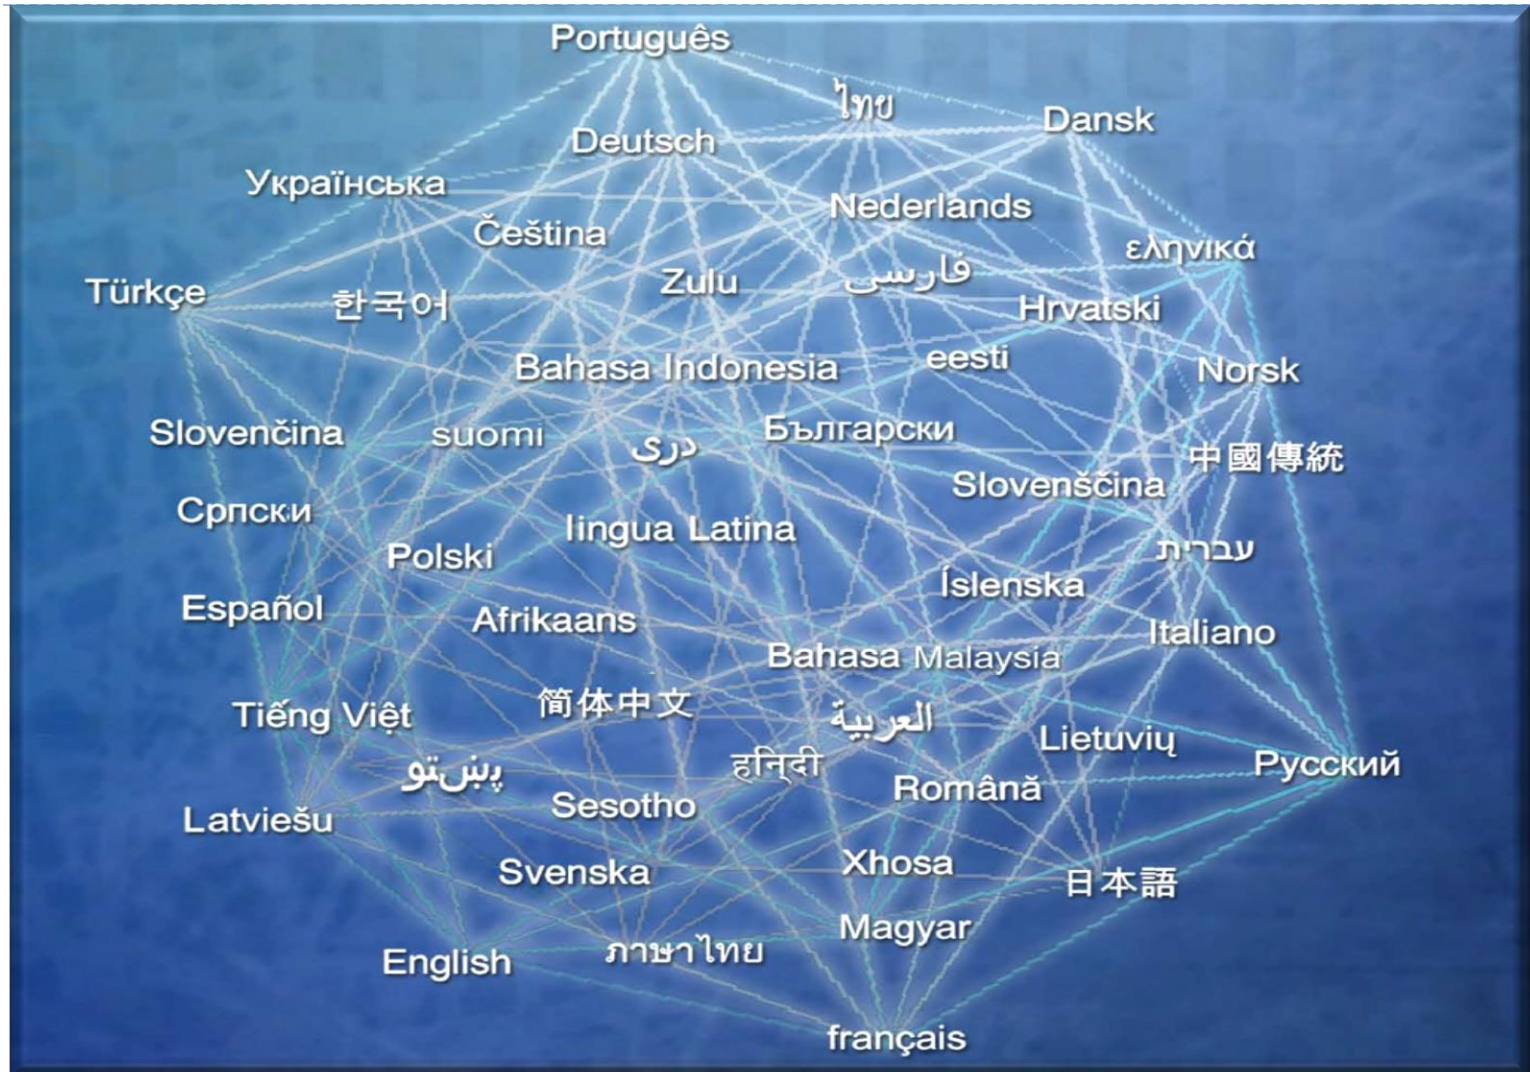 Português
ไทย
Dansk
Deutsch
Українська
Nederlands
Čeština
εληνικά
فارسی
Zulu
Türkçe
한국어
Hrvatski
eesti
Bahasa Indonesia
Norsk
Slovenčina
suomi
دری
Български
中國傳統
Slovenščina
Српски
lingua Latina
Polski
עברית
Íslenska
Español
Afrikaans
Italiano
Bahasa Malaysia
Tiếng Việt
简体中文
العربية
Lietuvių
Русский
پښتو
हिन्दी
Română
Sesotho
Latviešu
Svenska
Xhosa
日本語
Magyar
English
ภาษาไทย
français